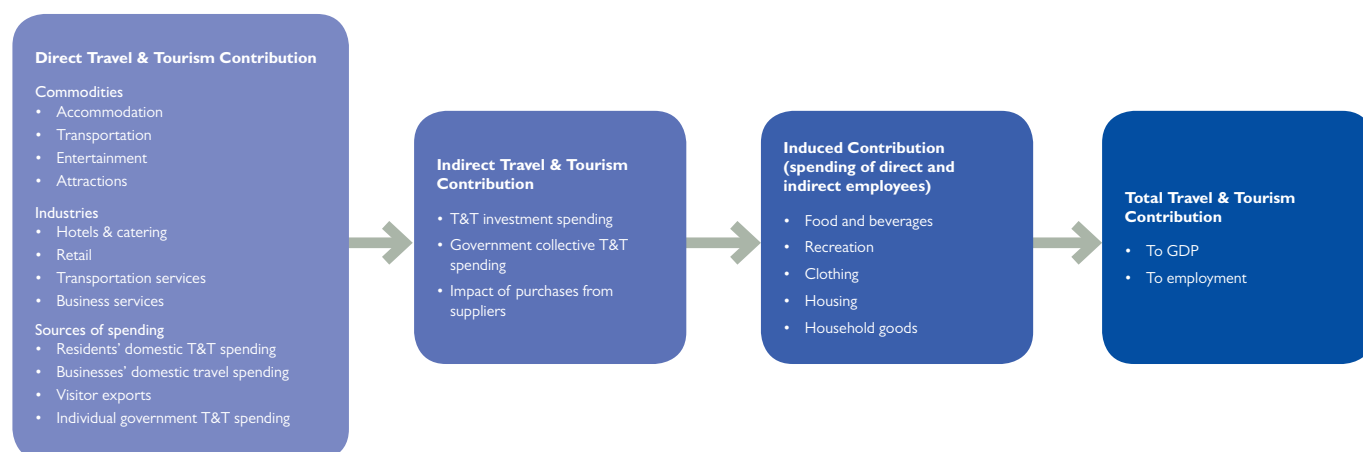 Direct Travel & Tourism Contribution
Commodities
• Accommodation
• Transportation
• Entertainment
• Attractions
Industries
• Hotels & catering
• Retail
• Transportation services
• Business services
Sources of spending
• Residents’ domestic T&T spending
• Businesses’ domestic travel spending
• Visitor exports
• Individual government T&T spending
Indirect Travel & Tourism
Contribution
• T&T investment spending
• Government collective T&T
spending
• Impact of purchases from
suppliers
Induced Contribution
(spending of direct and
indirect employees)
• Food and beverages
• Recreation
• Clothing
• Housing
• Household goods
Total Travel & Tourism
Contribution
• To GDP
• To employment